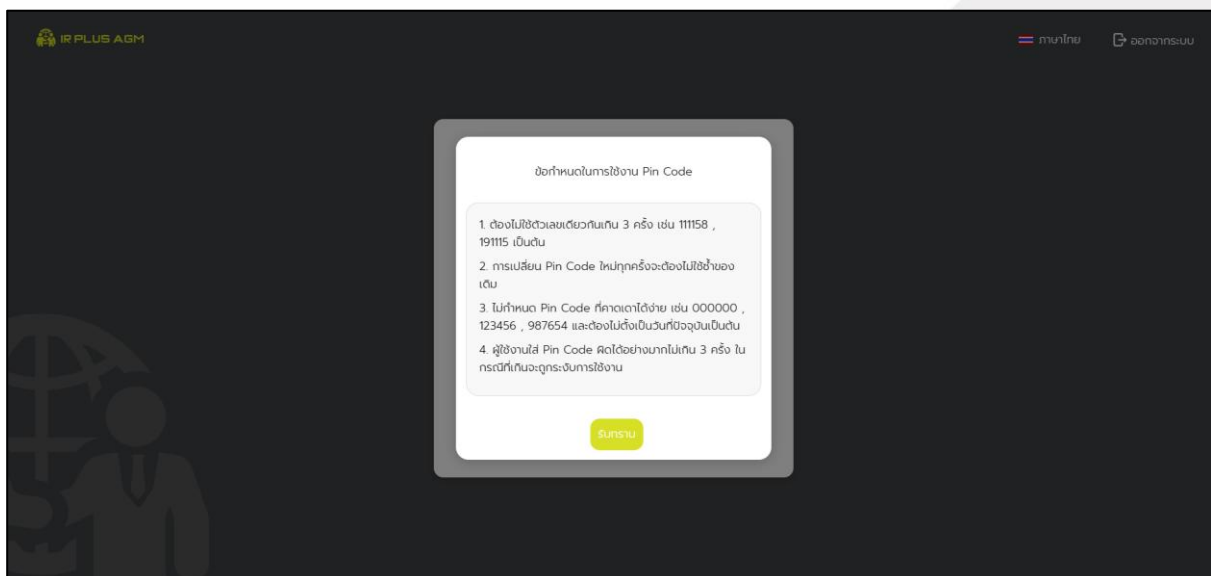 IR PLUS AGM
ภาษาไทย
ออกจากระบบ
ข้อกำหนดในการใช้งาน Pin Code
1. ต้องไม่ใช้ตัวเลขเดียวกันเกิน 3 ครั้ง เช่น 111158 ,
191115 เป็นต้น
2. การเปลี่ยน Pin Code ใหม่ทุกครั้งจะต้องไม่ใช้ซ้ำของ
เดิม
3. ไม่กำหนด Pin Code ที่คาดเดาได้ง่าย เช่น 000000 ,
123456 , 987654 และต้องไม่ตั้งเป็นวันที่ปัจจุบันเป็นต้น
4. ผู้ใช้งานใส่ Pin Code ผิดได้อย่างมากไม่เกิน 3 ครั้ง ใน
กรณีที่เกินจะถูกระงับการใช้งาน
รับทราบ